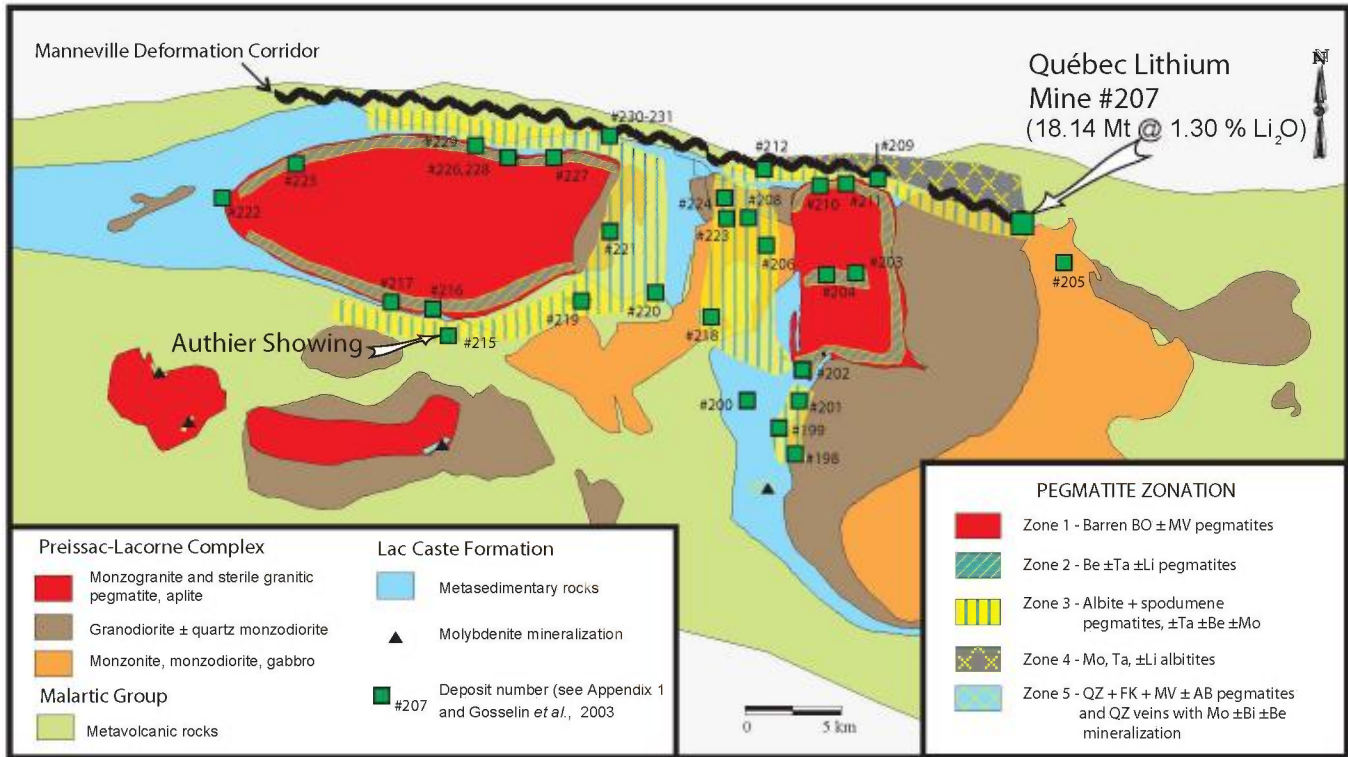 Manneville Deformation Corridor
Québec Lithium
Mine #207
(18.14 Mt @ 1.30 % Li₂O)
N
#230-231
#229
#226,228
#227
#225
#222
#212
#209
#210
#211
#224
#208
#223
#206
#221
#203
#204
#205
#217
#216
#219
#220
#218
Authier Showing
#215
#202
#200
#201
#199
#198
Preissac-Lacorne Complex
Monzogranite and sterile granitic
pegmatite, aplite
Granodiorite ± quartz monzodiorite
Monzonite, monzodiorite, gabbro
Malartic Group
Metavolcanic rocks
Lac Caste Formation
Metasedimentary rocks
Molybdenite mineralization
#207
Deposit number (see Appendix 1
and Gosselin et al., 2003
0 5 km
PEGMATITE ZONATION
Zone 1 - Barren BO ± MV pegmatites
Zone 2 - Be ±Ta ±Li pegmatites
Zone 3 - Albite + spodumene
pegmatites, ±Ta ±Be ±Mo
Zone 4 - Mo, Ta, ±Li albitites
Zone 5 - QZ + FK + MV ± AB pegmatites
and QZ veins with Mo ±Bi ±Be
mineralization